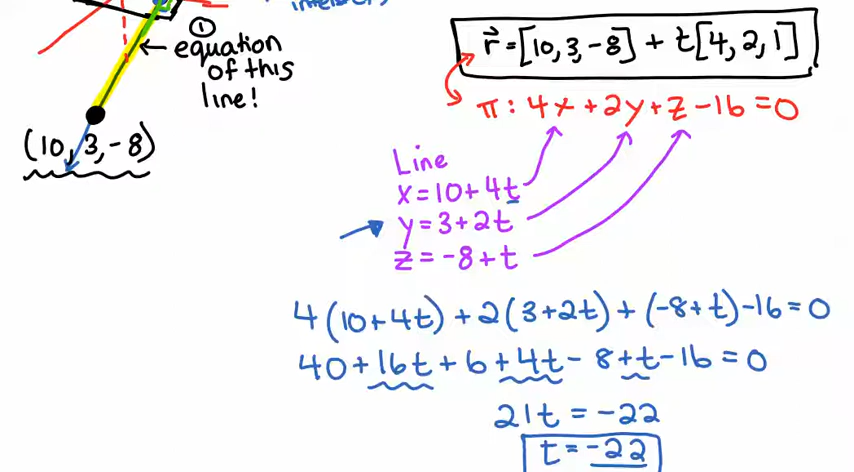 ①
equation
of this
line!
(10, 3, -8)
r⃗ = [10, 3, -8] + t[4, 2, 1]
π: 4x + 2y + z - 16 = 0
Line
x = 10 + 4t
y = 3 + 2t
z = -8 + t
4(10 + 4t) + 2(3 + 2t) + (-8 + t) - 16 = 0
40 + 16t + 6 + 4t - 8 + t - 16 = 0
21t = -22
t = -22